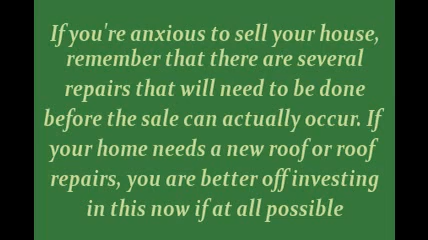 If you're anxious to sell your house,
remember that there are several
repairs that will need to be done
before the sale can actually occur. If
your home needs a new roof or roof
repairs, you are better off investing
in this now if at all possible